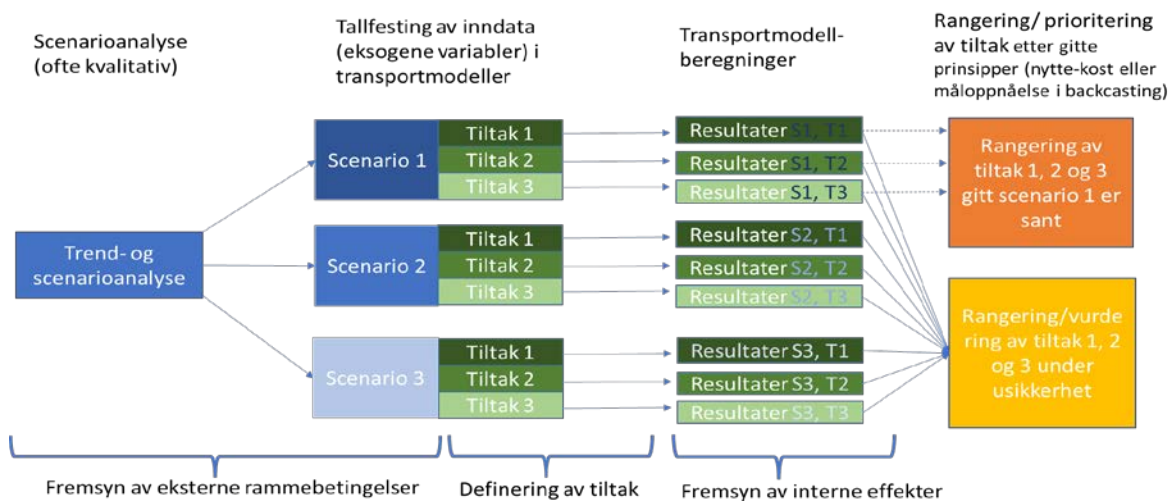 Scenarioanalyse
(ofte kvalitativ)
Tallfesting av inndata
(eksogene variabler) i
transportmodeller
Transportmodell-
beregninger
Rangering/ prioritering
av tiltak etter gitte
prinsipper (nytte-kost eller
måloppnåelse i backcasting)
Trend- og
scenarioanalyse
Scenario 1
Tiltak 1
Tiltak 2
Tiltak 3
Scenario 2
Tiltak 1
Tiltak 2
Tiltak 3
Scenario 3
Tiltak 1
Tiltak 2
Tiltak 3
Resultater S1, T1
Resultater S1, T2
Resultater S1, T3
Resultater S2, T1
Resultater S2, T2
Resultater S2, T3
Resultater S3, T1
Resultater S3, T2
Resultater S3, T3
Rangering av
tiltak 1, 2 og 3
gitt scenario 1 er
sant
Rangering/vurde
ring av tiltak 1, 2
og 3 under
usikkerhet
Fremsyn av eksterne rammebetingelser
Definering av tiltak
Fremsyn av interne effekter